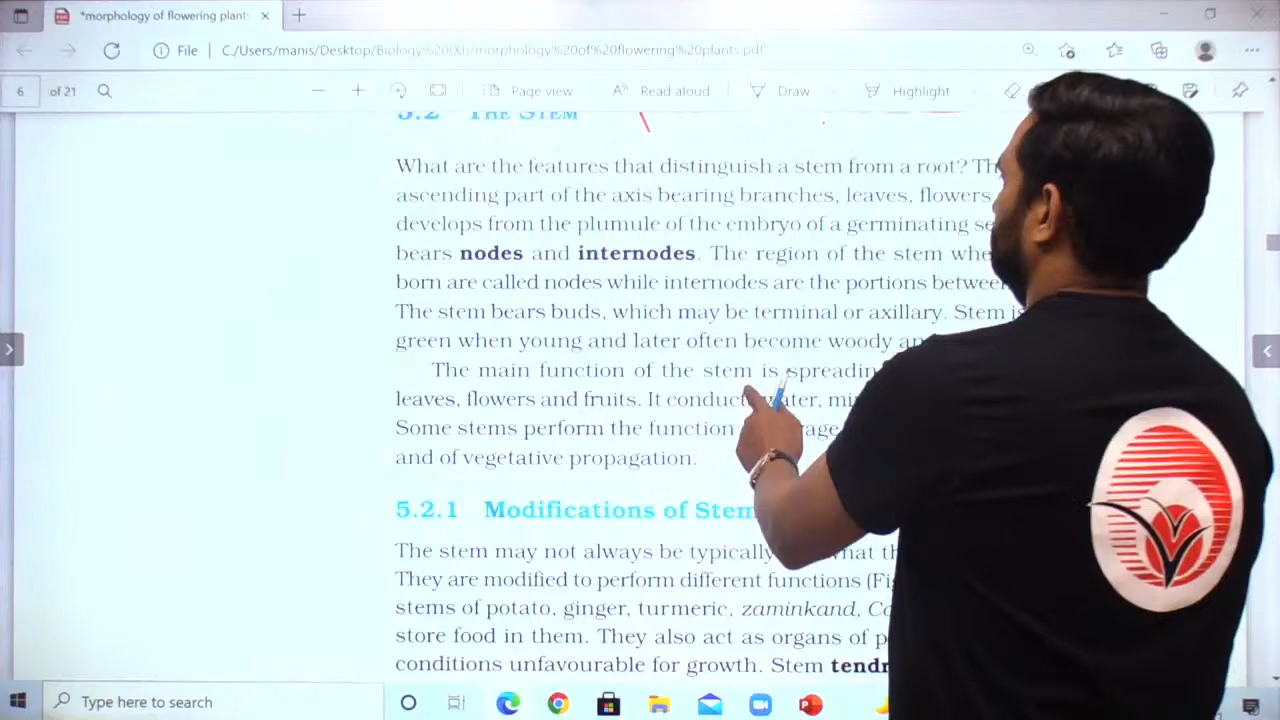 *morphology of flowering plants
File C:/Users/manis/Desktop/Biology%20(XI)/morphology%20of%20flowering%20plants.pdf
6 of 21 Page view Read aloud Draw Highlight
5.2 THE STEM
What are the features that distinguish a stem from a root? Th
ascending part of the axis bearing branches, leaves, flowers
develops from the plumule of the embryo of a germinating se
bears nodes and internodes. The region of the stem whe
born are called nodes while internodes are the portions between
The stem bears buds, which may be terminal or axillary. Stem is
green when young and later often become woody an
The main function of the stem is spreadin
leaves, flowers and fruits. It conducts water, min
Some stems perform the function rage
and of vegetative propagation.
5.2.1 Modifications of Stem
The stem may not always be typically what th
They are modified to perform different functions (Fi
stems of potato, ginger, turmeric, zaminkand, Co
store food in them. They also act as organs of p
conditions unfavourable for growth. Stem tendr
Type here to search